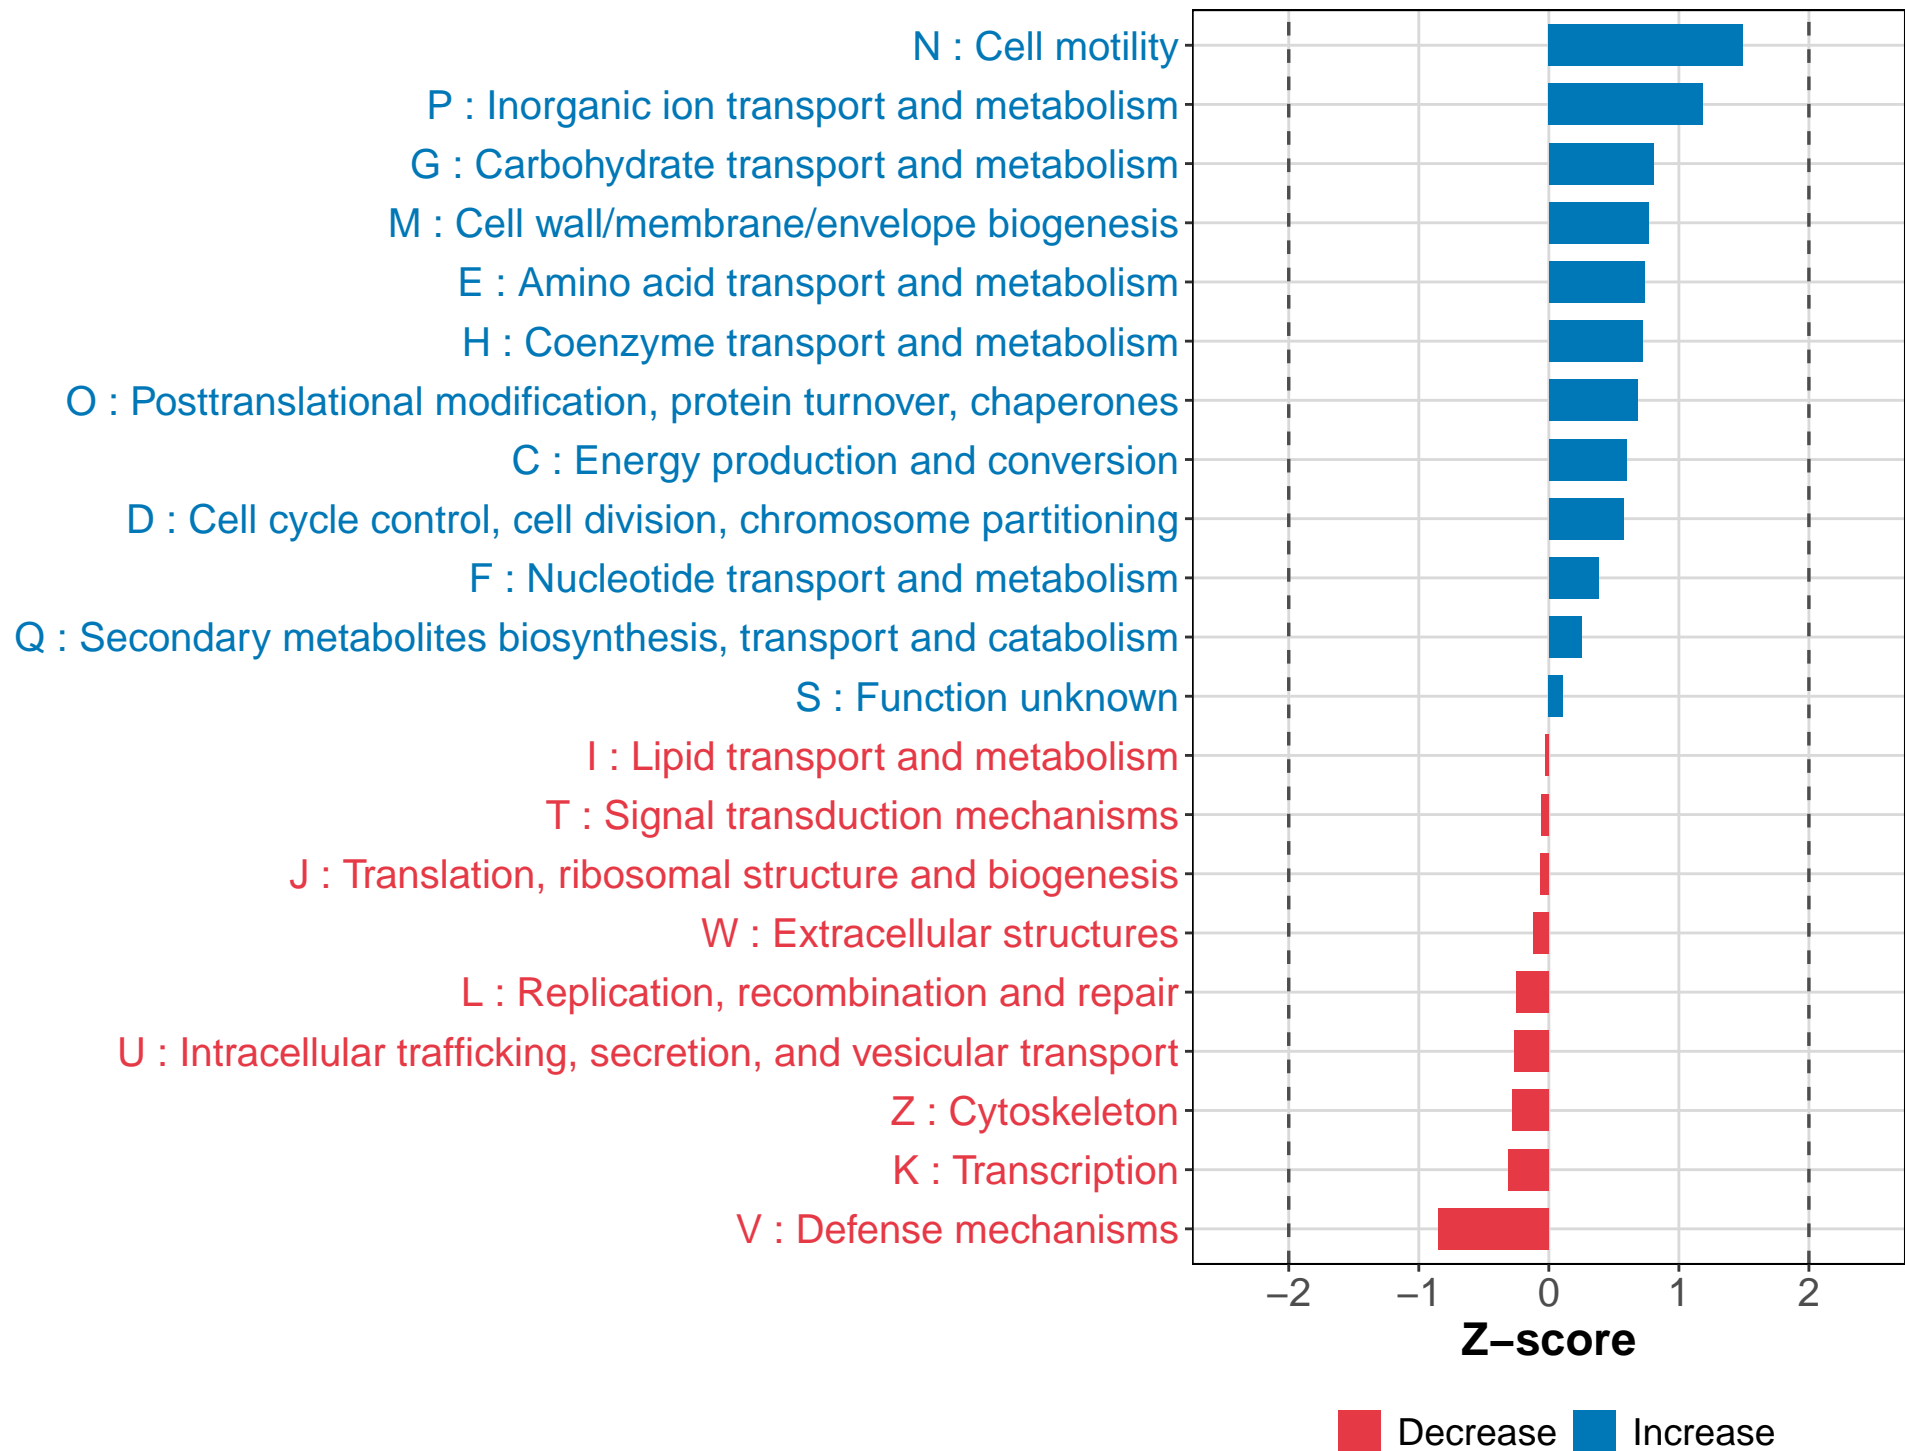 N : Cell motility
P : Inorganic ion transport and metabolism
G : Carbohydrate transport and metabolism
M : Cell wall/membrane/envelope biogenesis
E : Amino acid transport and metabolism
H : Coenzyme transport and metabolism
O : Posttranslational modification, protein turnover, chaperones
C : Energy production and conversion
D : Cell cycle control, cell division, chromosome partitioning
F : Nucleotide transport and metabolism
Q : Secondary metabolites biosynthesis, transport and catabolism
S : Function unknown
I : Lipid transport and metabolism
T : Signal transduction mechanisms
J : Translation, ribosomal structure and biogenesis
W : Extracellular structures
L : Replication, recombination and repair
U : Intracellular trafficking, secretion, and vesicular transport
Z : Cytoskeleton
K : Transcription
V : Defense mechanisms
−2 −1 0 1 2
Z−score
Decrease Increase